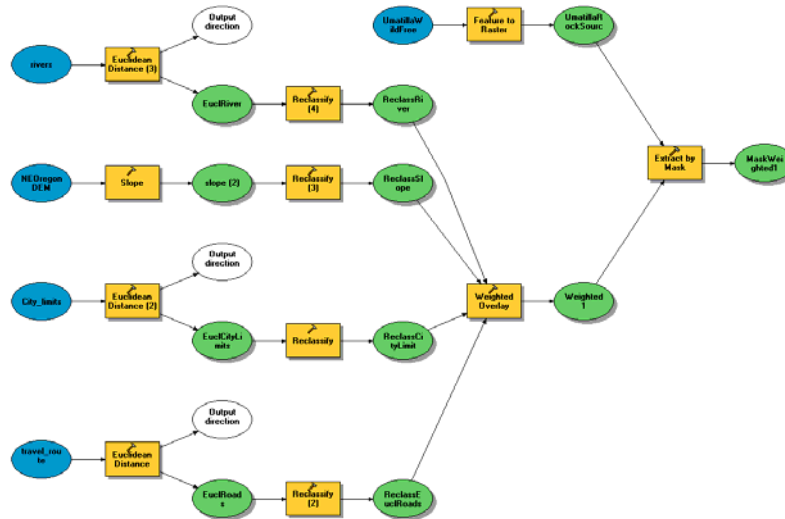 Output
direction
UmatillaW
ildFree
Feature to
Raster
UmatillaR
ockSourc
rivers
Euclidean
Distance (3)
EuclRiver
Reclassify
(4)
ReclassRi
ver
Extract by
Mask
MaskWei
ghted1
NEOregon
DEM
Slope
slope (2)
Reclassify
(3)
ReclassSl
ope
Output
direction
City_limits
Euclidean
Distance (2)
Weighted
Overlay
Weighted
1
EuclCityLi
mits
Reclassify
ReclassCi
tyLimit
Output
direction
travel_rou
te
Euclidean
Distance
EuclRoad
s
Reclassify
(2)
ReclassE
uclRoads